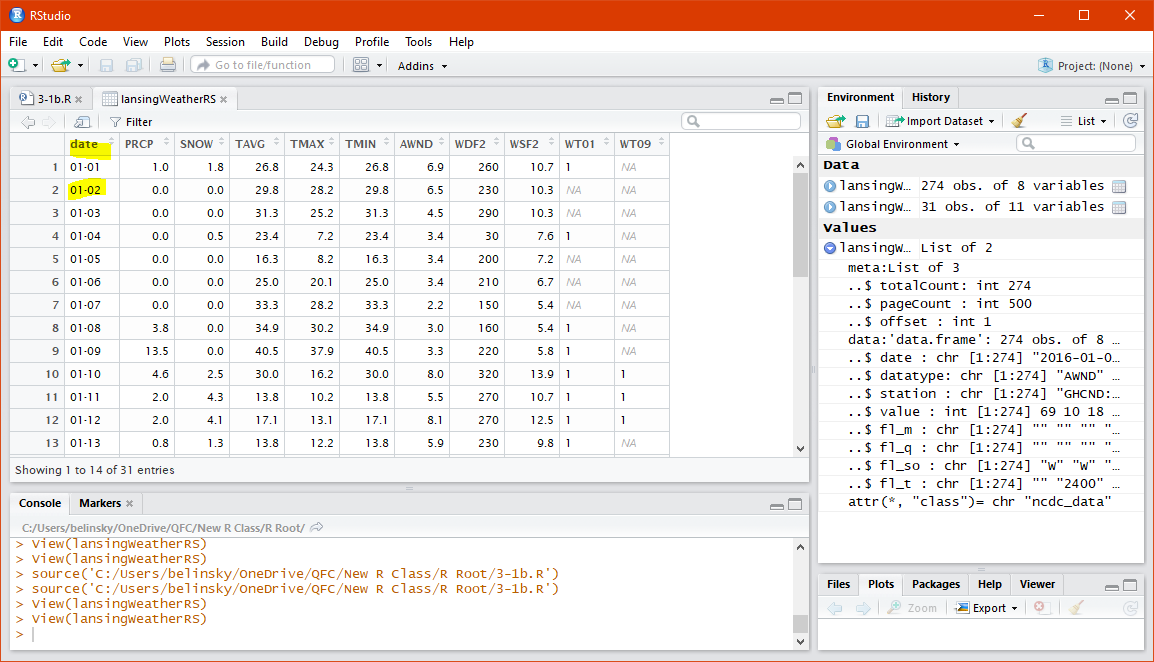 RStudio
File Edit Code View Plots Session Build Debug Profile Tools Help
Go to file/function Addins Project: (None)
3-1b.R lansingWeatherRS
Filter
date PRCP SNOW TAVG TMAX TMIN AWND WDF2 WSF2 WT01 WT09
1 01-01 1.0 1.8 26.8 24.3 26.8 6.9 260 10.7 1 NA
2 01-02 0.0 0.0 29.8 28.2 29.8 6.5 230 10.3 NA NA
3 01-03 0.0 0.0 31.3 25.2 31.3 4.5 290 10.3 NA NA
4 01-04 0.0 0.5 23.4 7.2 23.4 3.4 30 7.6 1 NA
5 01-05 0.0 0.0 16.3 8.2 16.3 3.4 200 7.2 NA NA
6 01-06 0.0 0.0 25.0 20.1 25.0 3.4 210 6.7 NA NA
7 01-07 0.0 0.0 33.3 28.2 33.3 2.2 150 5.4 NA NA
8 01-08 3.8 0.0 34.9 30.2 34.9 3.0 160 5.4 1 NA
9 01-09 13.5 0.0 40.5 37.9 40.5 3.3 220 5.8 1 NA
10 01-10 4.6 2.5 30.0 16.2 30.0 8.0 320 13.9 1 1
11 01-11 2.0 4.3 13.8 10.2 13.8 5.5 270 10.7 1 1
12 01-12 2.0 4.1 17.1 13.1 17.1 8.1 270 12.5 1 1
13 01-13 0.8 1.3 13.8 12.2 13.8 5.9 230 9.8 1 NA
Showing 1 to 14 of 31 entries
Console Markers
C:/Users/belinsky/OneDrive/QFC/New R Class/R Root/
> View(lansingWeatherRS)
> View(lansingWeatherRS)
> source('C:/Users/belinsky/OneDrive/QFC/New R Class/R Root/3-1b.R')
> source('C:/Users/belinsky/OneDrive/QFC/New R Class/R Root/3-1b.R')
> View(lansingWeatherRS)
> View(lansingWeatherRS)
>
Environment History
Import Dataset List
Global Environment
Data
lansingW… 274 obs. of 8 variables
lansingW… 31 obs. of 11 variables
Values
lansingW… List of 2
meta:List of 3
..$ totalCount: int 274
..$ pageCount : int 500
..$ offset : int 1
data:'data.frame': 274 obs. of 8 …
..$ date : chr [1:274] "2016-01-0…
..$ datatype: chr [1:274] "AWND" …
..$ station : chr [1:274] "GHCND:…
..$ value : int [1:274] 69 10 18 …
..$ fl_m : chr [1:274] "" "" "" "…
..$ fl_q : chr [1:274] "" "" "" "…
..$ fl_so : chr [1:274] "W" "W" "…
..$ fl_t : chr [1:274] "" "2400" …
attr(*, "class")= chr "ncdc_data"
Files Plots Packages Help Viewer
Zoom Export